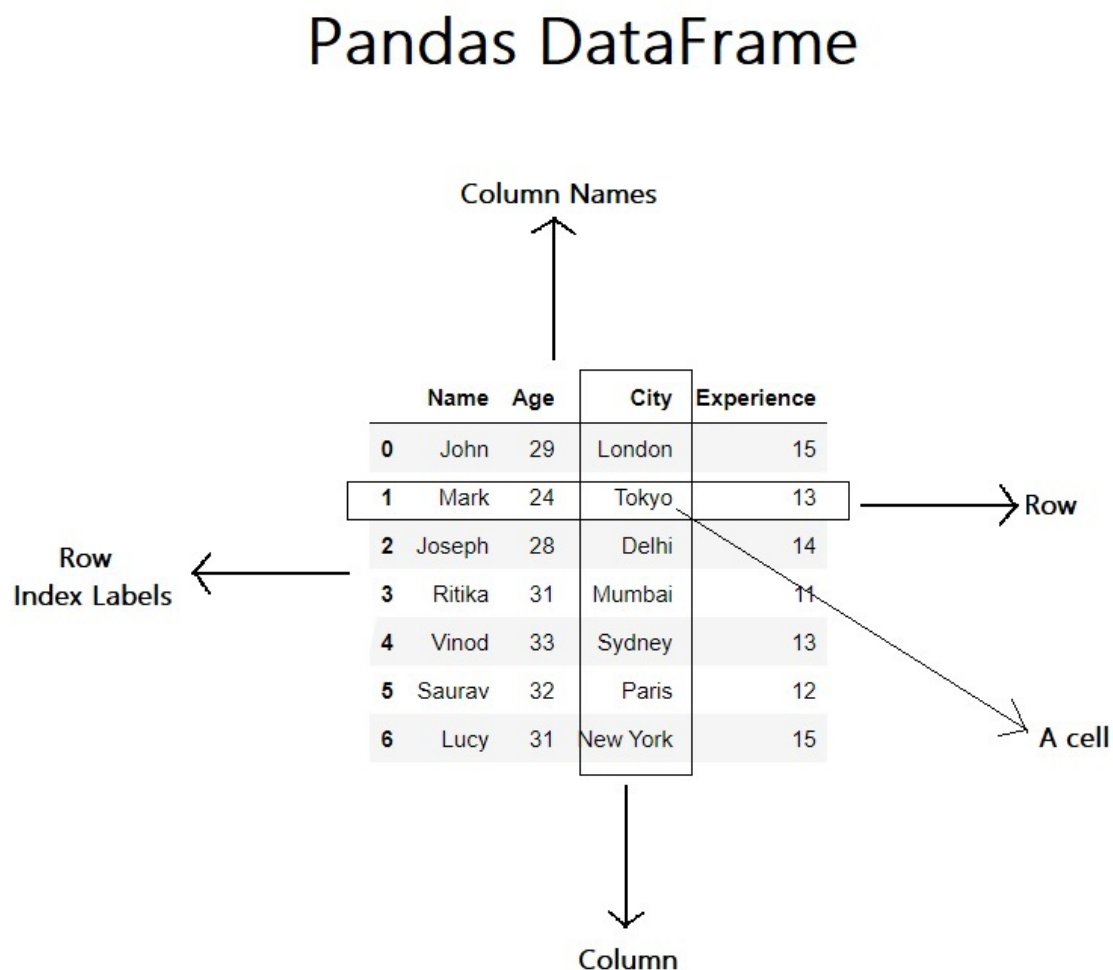 Pandas DataFrame
Column Names
Name Age City Experience
0 John 29 London 15
1 Mark 24 Tokyo 13
Row
2 Joseph 28 Delhi 14
Row
Index Labels
3 Ritika 31 Mumbai 11
4 Vinod 33 Sydney 13
5 Saurav 32 Paris 12
6 Lucy 31 New York 15
A cell
Column